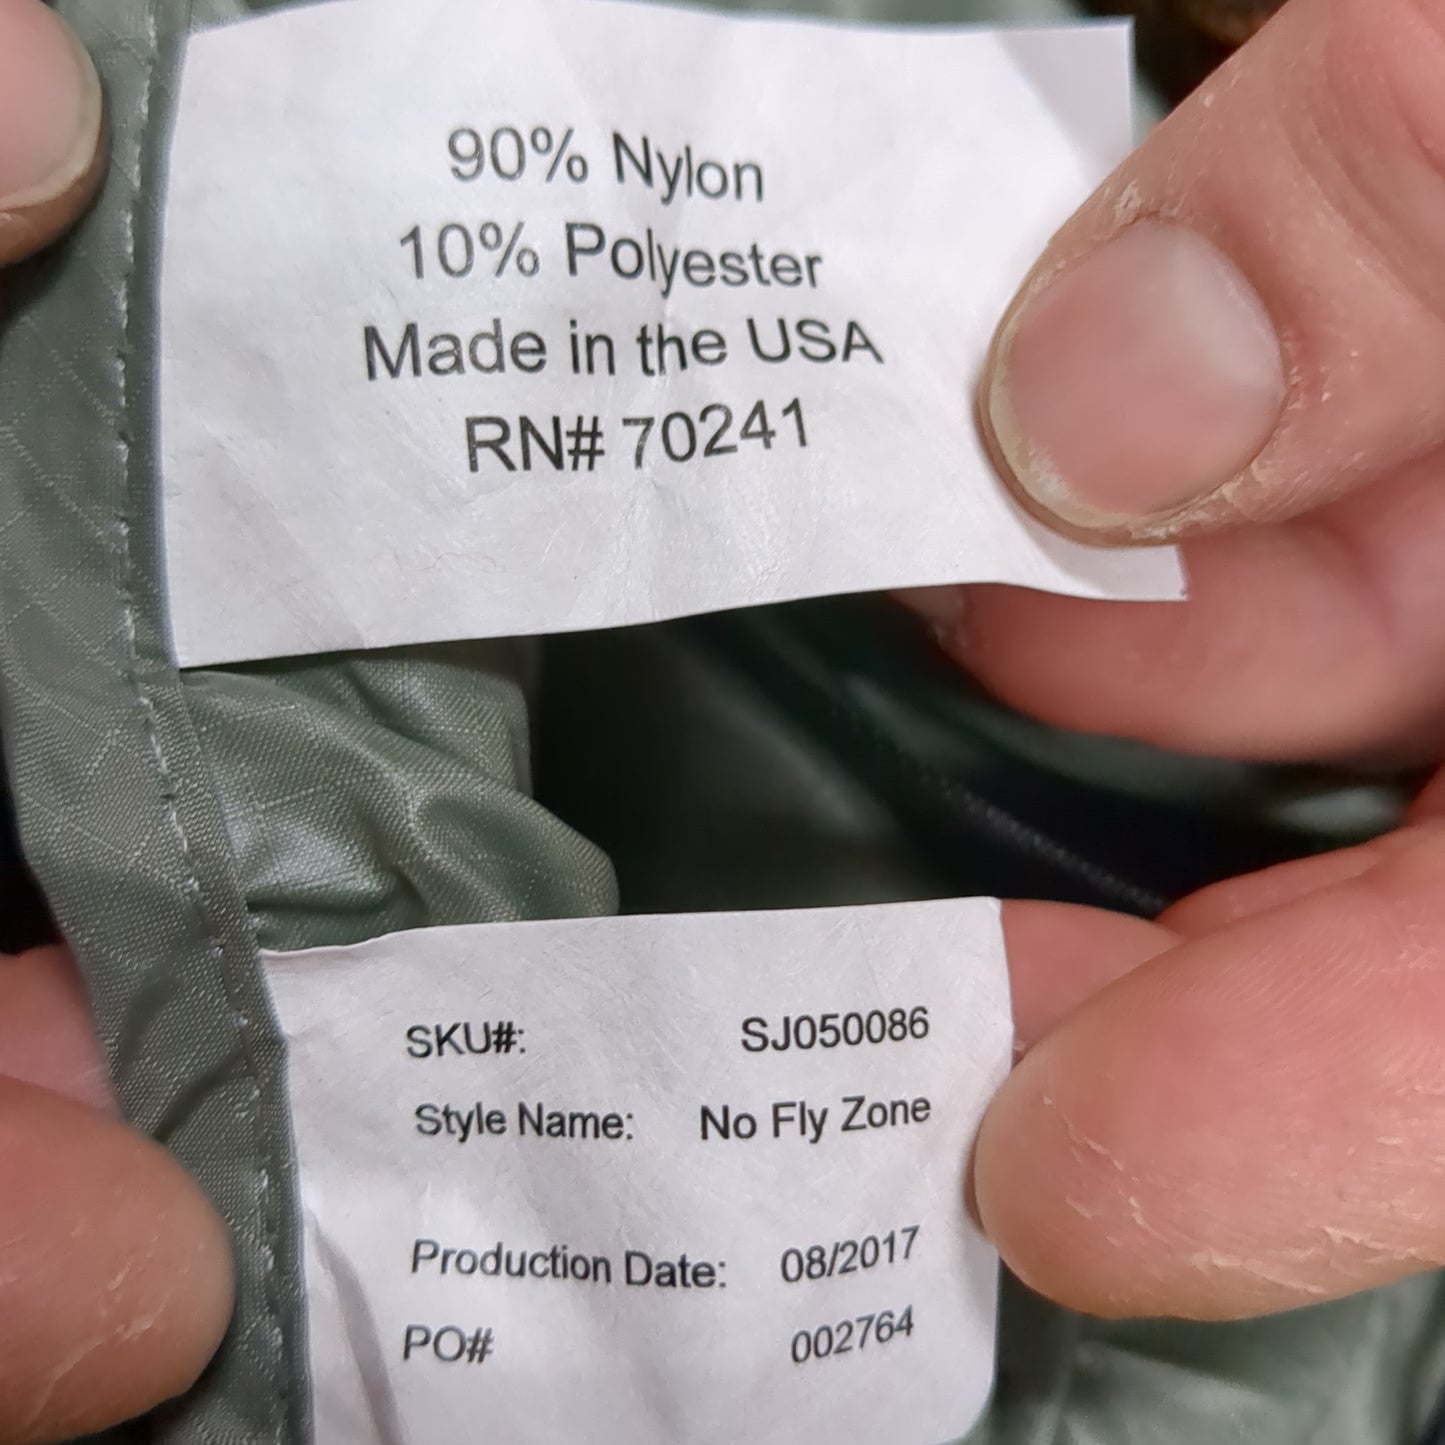 90% Nylon
10% Polyester
Made in the USA
RN# 70241
SKU#: SJ050086
Style Name: No Fly Zone
Production Date: 08/2017
PO# 002764